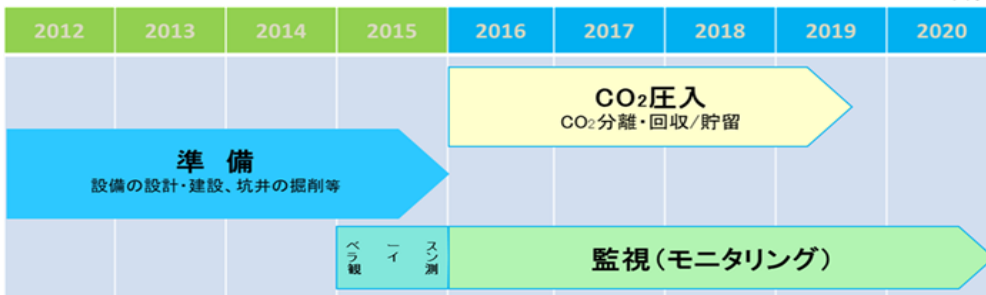 2012 2013 2014 2015 2016 2017 2018 2019 2020
CO₂圧入
CO₂分離・回収/貯留
準 備
設備の設計・建設、坑井の掘削等
ベースラ
イン
観測
監視(モニタリング)